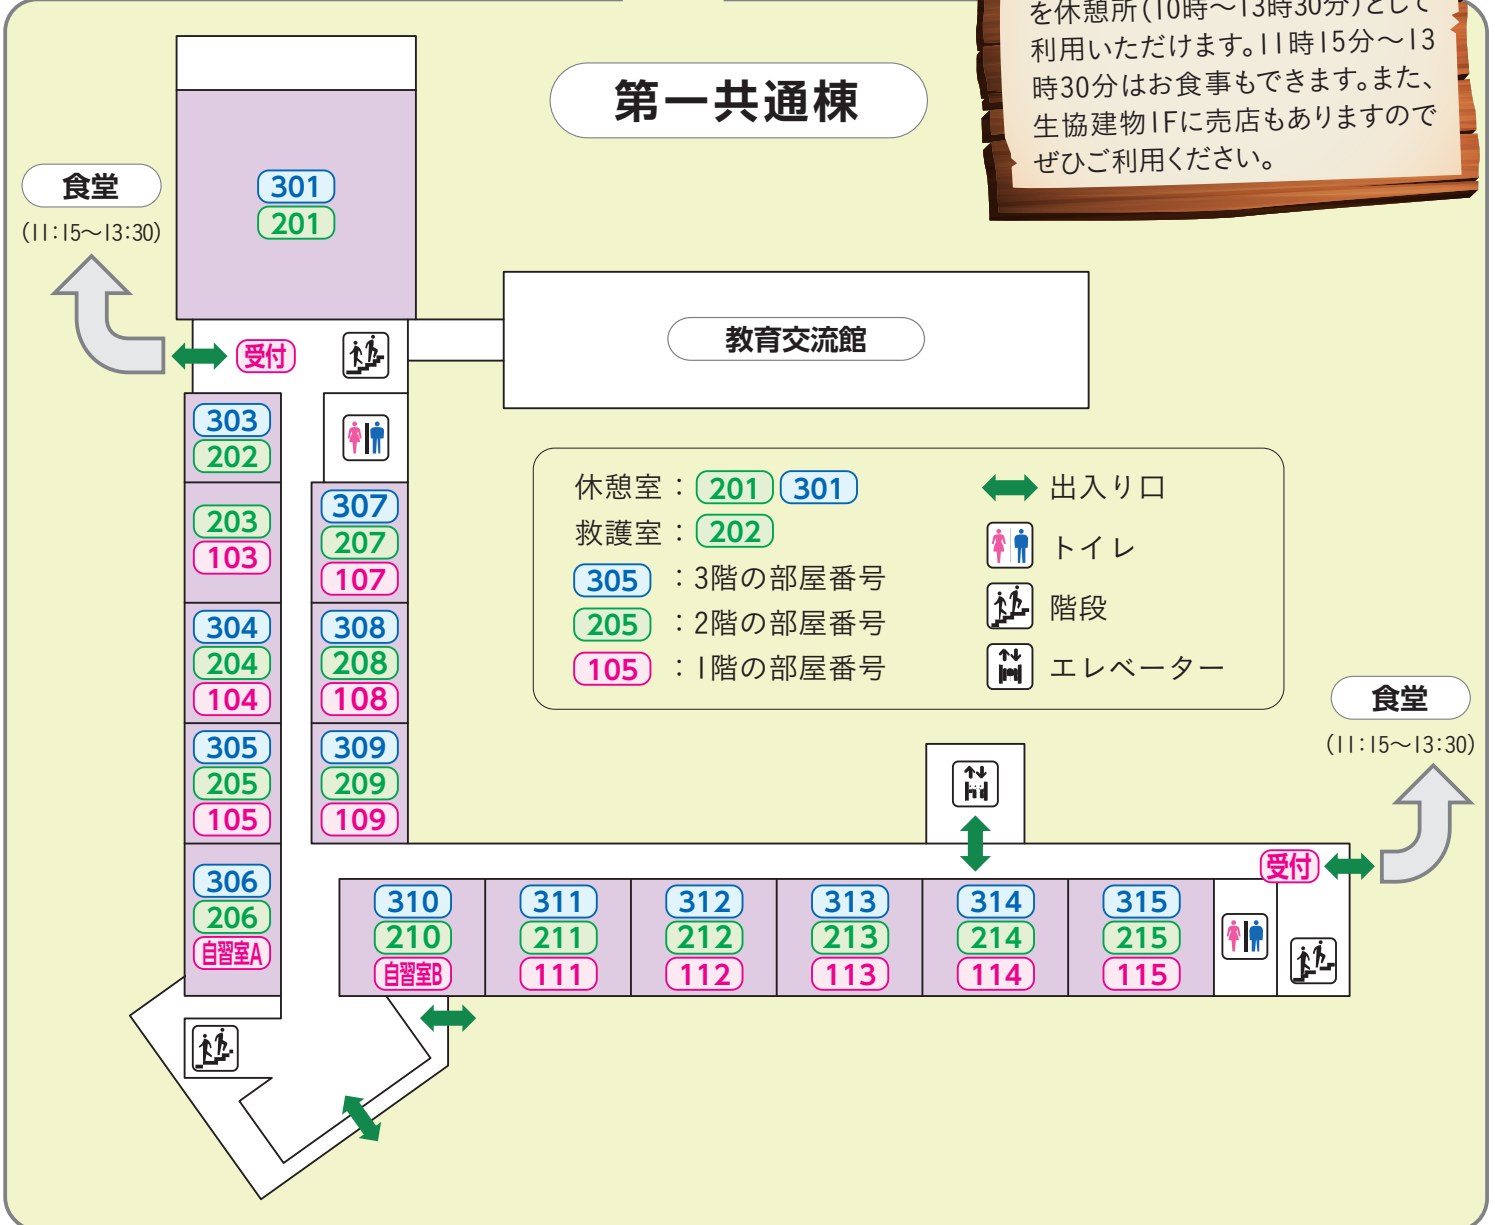 を休憩所(10時～13時30分)として
利用いただけます。11時15分～13
時30分はお食事もできます。また、
生協建物1Fに売店もありますので
ぜひご利用ください。
第一共通棟
食堂
(11:15～13:30)
301
201
受付
教育交流館
303
202
203
103
304
204
104
305
205
105
306
206
自習室A
307
207
107
308
208
108
309
209
109
休憩室：201 301
救護室：202
305：3階の部屋番号
205：2階の部屋番号
105：1階の部屋番号
出入り口
トイレ
階段
エレベーター
食堂
(11:15～13:30)
受付
310
210
自習室B
311
211
111
312
212
112
313
213
113
314
214
114
315
215
115